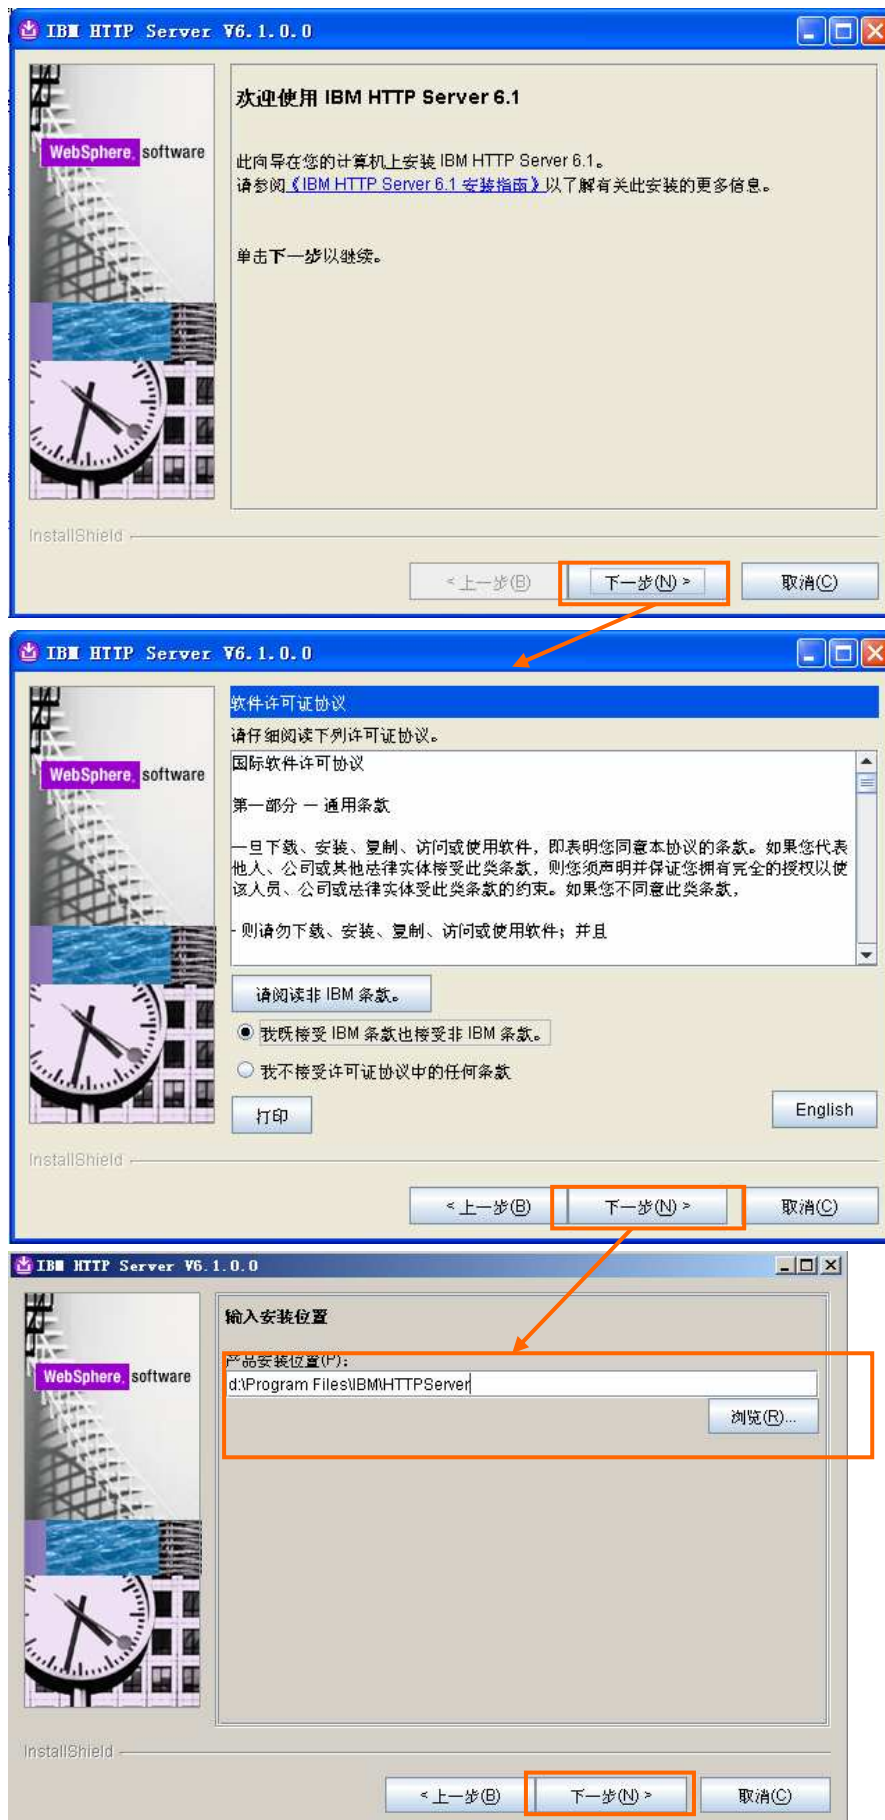 IBM HTTP Server V6.1.0.0
WebSphere. software
欢迎使用 IBM HTTP Server 6.1
此向导在您的计算机上安装 IBM HTTP Server 6.1。
请参阅《IBM HTTP Server 6.1 安装指南》以了解有关此安装的更多信息。
单击下一步以继续。
InstallShield
< 上一步(B)
下一步(N) >
取消(C)
IBM HTTP Server V6.1.0.0
WebSphere. software
软件许可证协议
请仔细阅读下列许可证协议。
国际软件许可协议
第一部分 — 通用条款
一旦下载、安装、复制、访问或使用软件，即表明您同意本协议的条款。如果您代表
他人、公司或其他法律实体接受此类条款，则您须声明并保证您拥有完全的授权以使
该人员、公司或法律实体受此类条款的约束。如果您不同意此类条款，
- 则请勿下载、安装、复制、访问或使用软件；并且
请阅读非 IBM 条款。
我既接受 IBM 条款也接受非 IBM 条款。
我不接受许可证协议中的任何条款
打印
English
InstallShield
< 上一步(B)
下一步(N) >
取消(C)
IBM HTTP Server V6.1.0.0
WebSphere. software
输入安装位置
产品安装位置(P)：
d:\Program Files\IBM\HTTPServer
浏览(R)...
InstallShield
< 上一步(B)
下一步(N) >
取消(C)